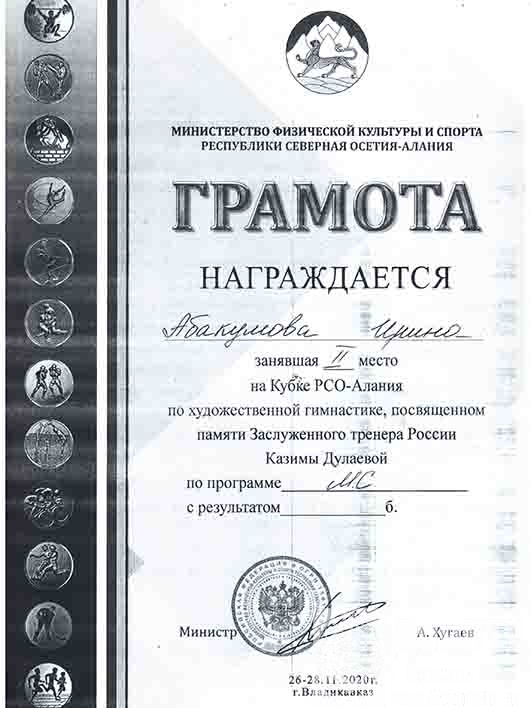 МИНИСТЕРСТВО ФИЗИЧЕСКОЙ КУЛЬТУРЫ И СПОРТА
РЕСПУБЛИКИ СЕВЕРНАЯ ОСЕТИЯ-АЛАНИЯ
ГРАМОТА
НАГРАЖДАЕТСЯ
Абакумова Ирина
занявшая II место
на Кубке РСО-Алания
по художественной гимнастике, посвященном
памяти Заслуженного тренера России
Казимы Дулаевой
по программе МС
с результатом б.
Министр А. Хугаев
26-28.11.2020г.
г.Владикавказ